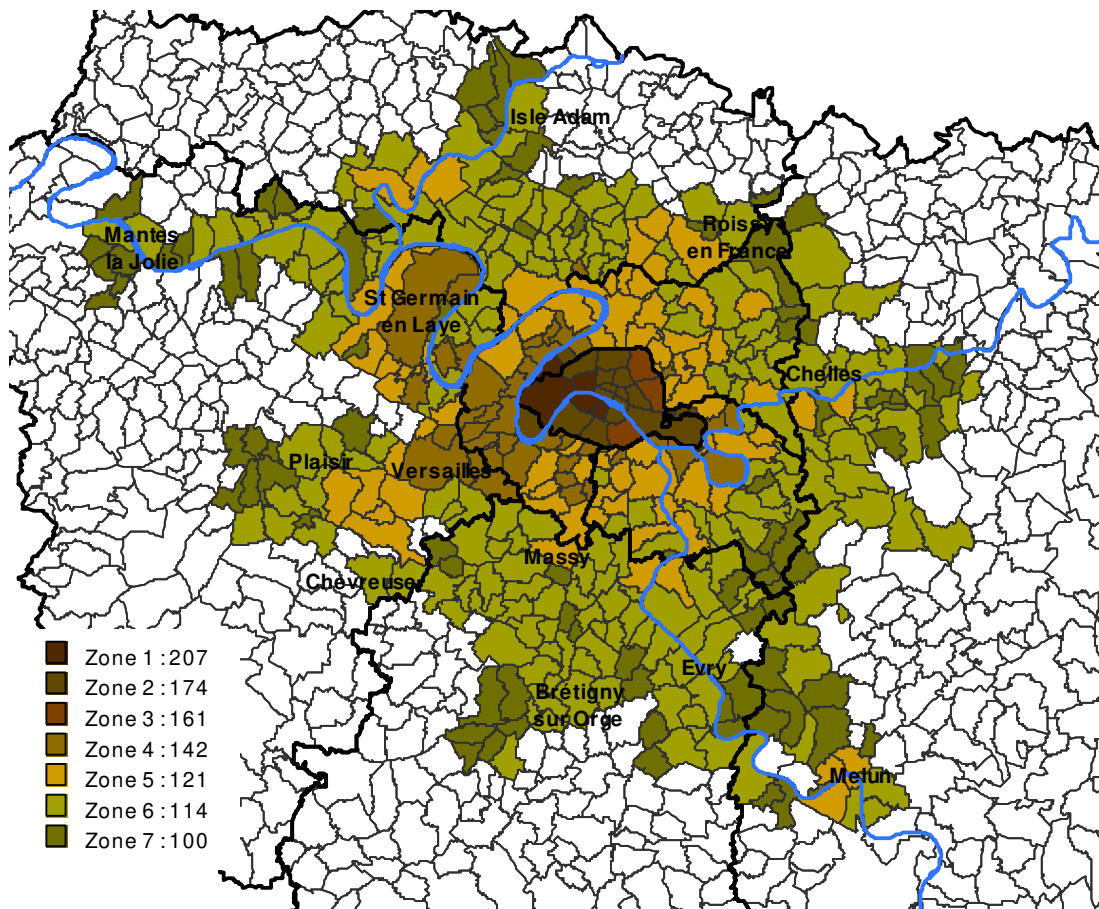 Isle Adam
Mantes
la Jolie
Roissy
en France
St Germain
en Laye
Chelles
Plaisir
Versailles
Massy
Chevreuse
Evry
Brétigny
sur Orge
Melun
Zone 1 : 207
Zone 2 : 174
Zone 3 : 161
Zone 4 : 142
Zone 5 : 121
Zone 6 : 114
Zone 7 : 100